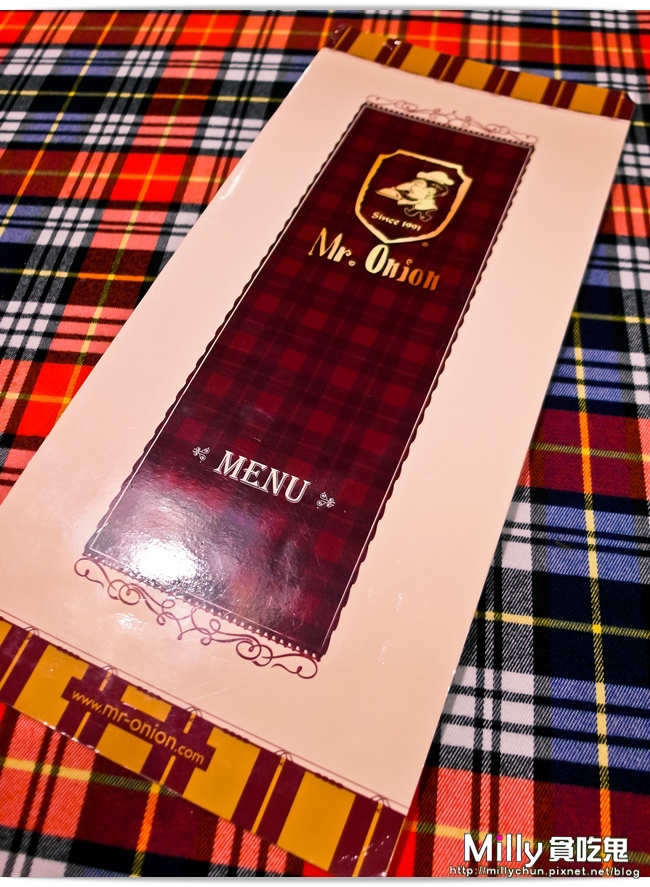 Since 1991
Mr. Onion
®
MENU
www.mr-onion.com
Milly 貪吃鬼
http://millychun.pixnet.net/blog